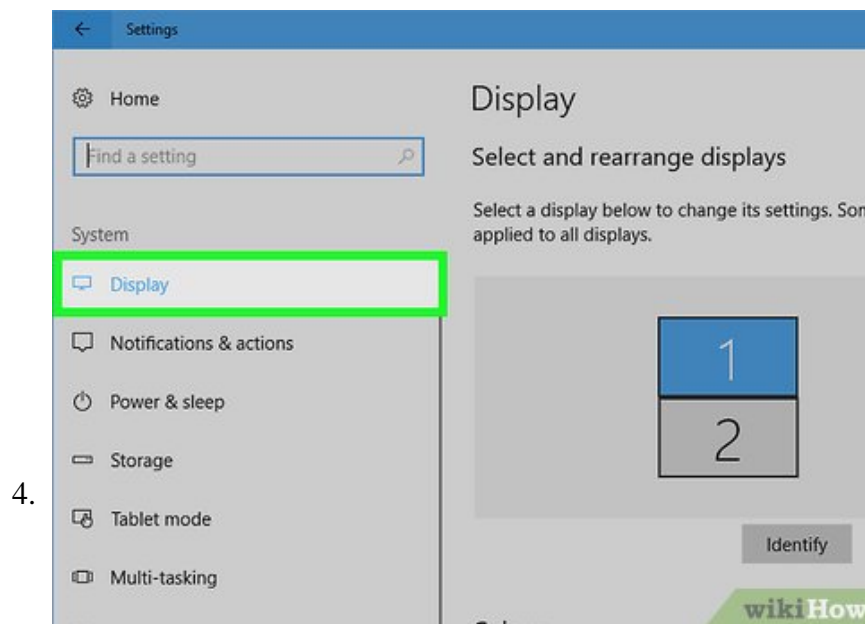 Settings
Home
Display
Find a setting
Select and rearrange displays
Select a display below to change its settings.
applied to all displays.
System
Display
Notifications & actions
1
Power & sleep
2
Storage
4.
Tablet mode
Identify
Multi-tasking
wikiHow